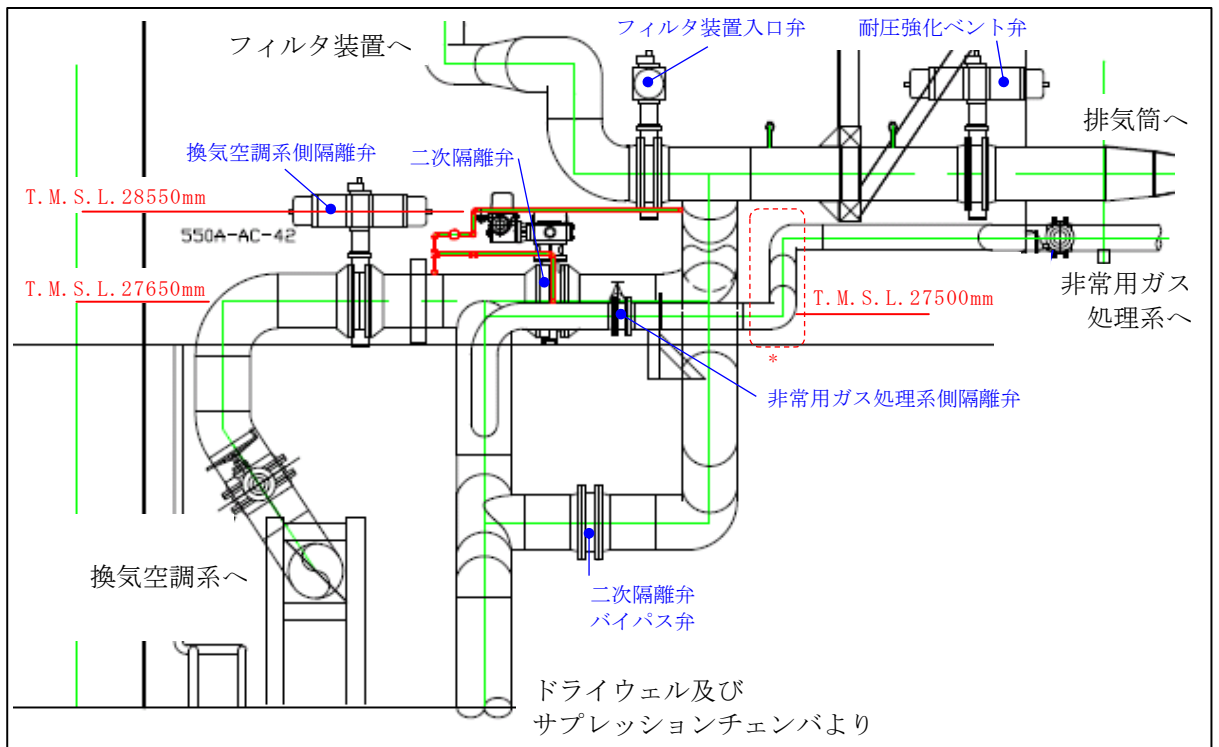 フィルタ装置へ
フィルタ装置入口弁
耐圧強化ベント弁
排気筒へ
換気空調系側隔離弁
二次隔離弁
T.M.S.L.28550mm
550A-AC-42
T.M.S.L.27650mm
T.M.S.L.27500mm
非常用ガス
処理系へ
*
非常用ガス処理系側隔離弁
換気空調系へ
二次隔離弁
バイパス弁
ドライウェル及び
サプレッションチェンバより